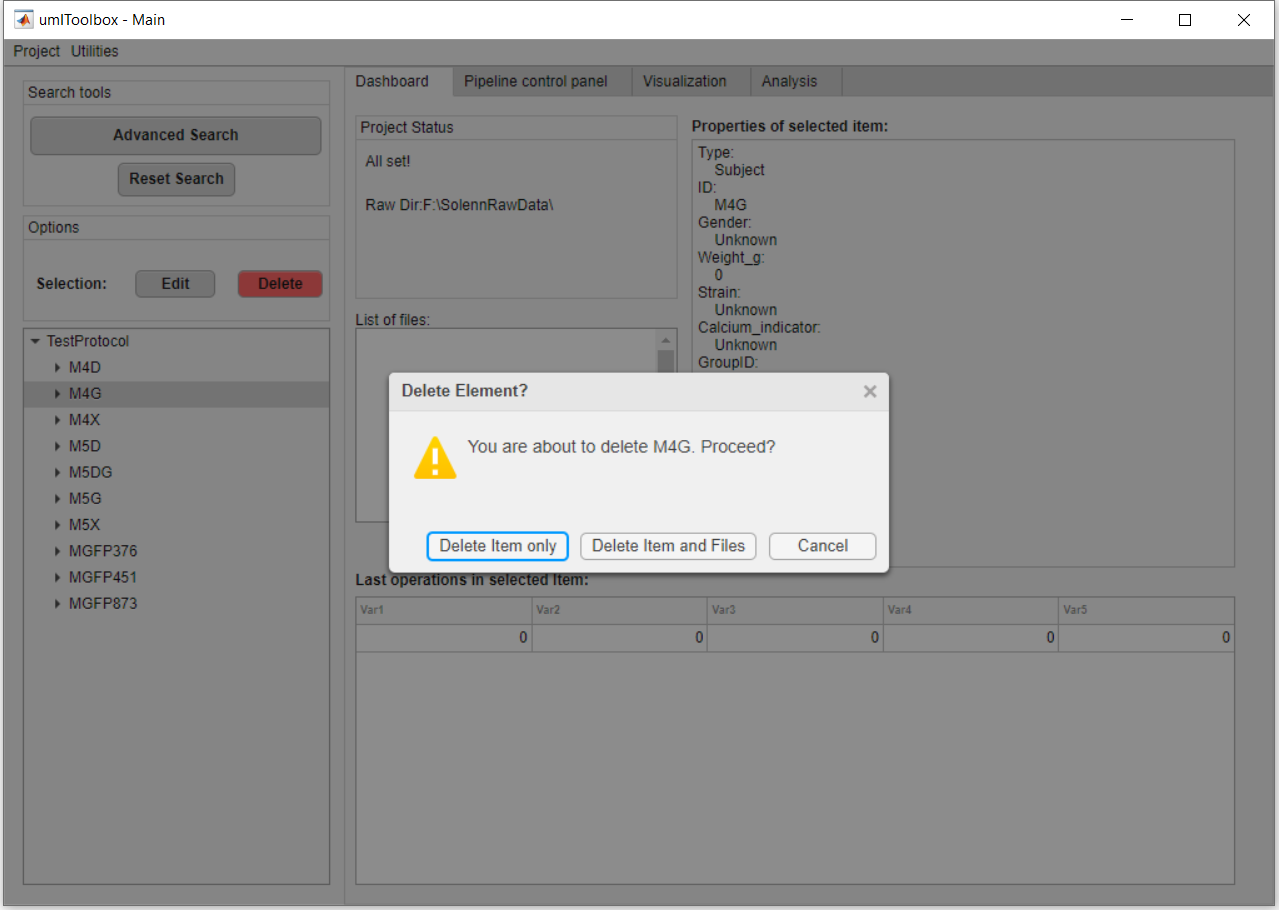 umIToolbox - Main
Project Utilities
Search tools
Advanced Search
Reset Search
Options
Selection: Edit Delete
TestProtocol
M4D
M4G
M4X
M5D
M5DG
M5G
M5X
MGFP376
MGFP451
MGFP873
Dashboard Pipeline control panel Visualization Analysis
Project Status
All set!
Raw Dir:F:\SolennRawData\
List of files:
Properties of selected item:
Type:
Subject
ID:
M4G
Gender:
Unknown
Weight_g:
0
Strain:
Unknown
Calcium_indicator:
Unknown
GroupID:
Delete Element?
You are about to delete M4G. Proceed?
Delete Item only Delete Item and Files Cancel
Last operations in selected Item:
Var1 Var2 Var3 Var4 Var5
0 0 0 0 0